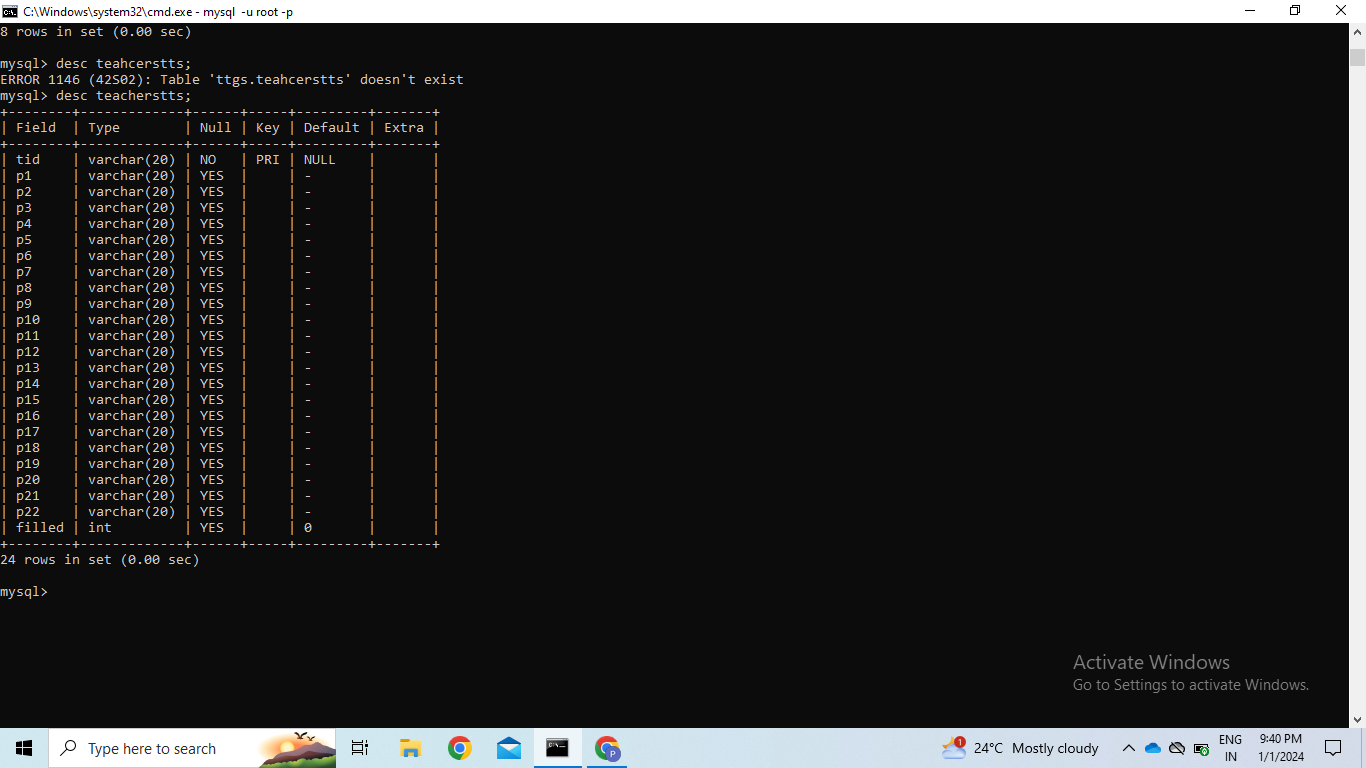 C:\Windows\system32\cmd.exe - mysql  -u root -p
8 rows in set (0.00 sec)
mysql> desc teahcerstts;
ERROR 1146 (42S02): Table 'ttgs.teahcerstts' doesn't exist
mysql> desc teacherstts;
+--------+-------------+------+-----+---------+-------+
| Field  | Type        | Null | Key | Default | Extra |
+--------+-------------+------+-----+---------+-------+
| tid    | varchar(20) | NO   | PRI | NULL    |       |
| p1     | varchar(20) | YES  |     | -       |       |
| p2     | varchar(20) | YES  |     | -       |       |
| p3     | varchar(20) | YES  |     | -       |       |
| p4     | varchar(20) | YES  |     | -       |       |
| p5     | varchar(20) | YES  |     | -       |       |
| p6     | varchar(20) | YES  |     | -       |       |
| p7     | varchar(20) | YES  |     | -       |       |
| p8     | varchar(20) | YES  |     | -       |       |
| p9     | varchar(20) | YES  |     | -       |       |
| p10    | varchar(20) | YES  |     | -       |       |
| p11    | varchar(20) | YES  |     | -       |       |
| p12    | varchar(20) | YES  |     | -       |       |
| p13    | varchar(20) | YES  |     | -       |       |
| p14    | varchar(20) | YES  |     | -       |       |
| p15    | varchar(20) | YES  |     | -       |       |
| p16    | varchar(20) | YES  |     | -       |       |
| p17    | varchar(20) | YES  |     | -       |       |
| p18    | varchar(20) | YES  |     | -       |       |
| p19    | varchar(20) | YES  |     | -       |       |
| p20    | varchar(20) | YES  |     | -       |       |
| p21    | varchar(20) | YES  |     | -       |       |
| p22    | varchar(20) | YES  |     | -       |       |
| filled | int         | YES  |     | 0       |       |
+--------+-------------+------+-----+---------+-------+
24 rows in set (0.00 sec)
mysql>
Activate Windows
Go to Settings to activate Windows.
Type here to search
P
1
24°C Mostly cloudy
ENG
IN
9:40 PM
1/1/2024